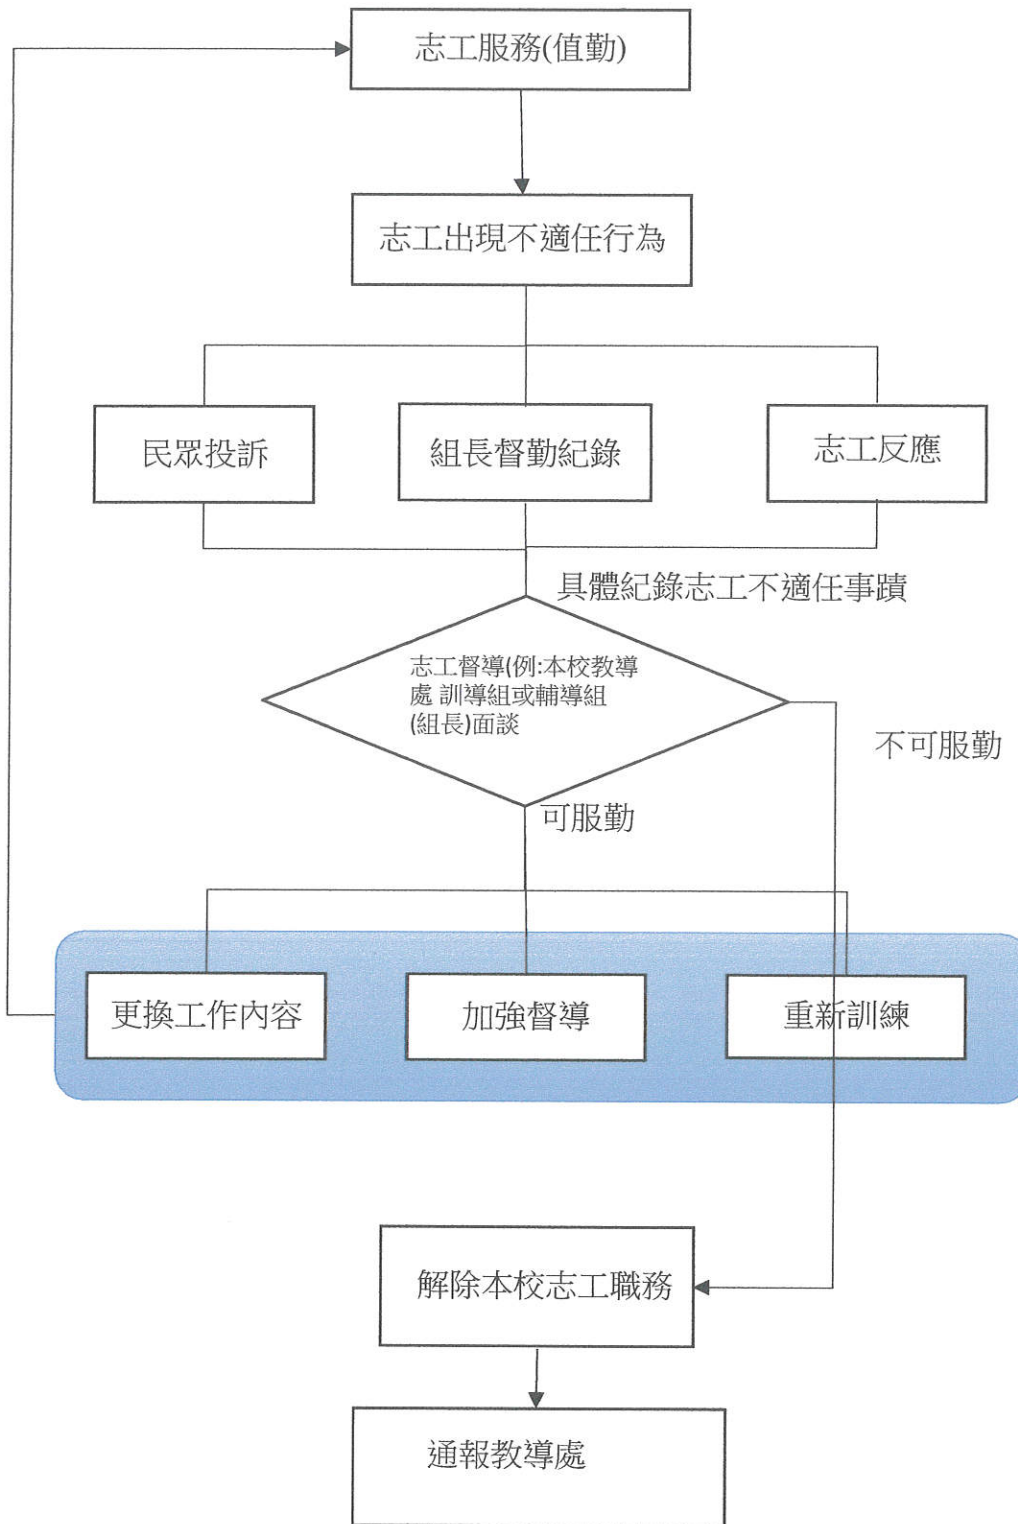 志工服務(值勤)
志工出現不適任行為
民眾投訴
組長督勤紀錄
志工反應
具體紀錄志工不適任事蹟
志工督導(例:本校教導
處 訓導組或輔導組
(組長)面談
不可服勤
可服勤
更換工作內容
加強督導
重新訓練
解除本校志工職務
通報教導處